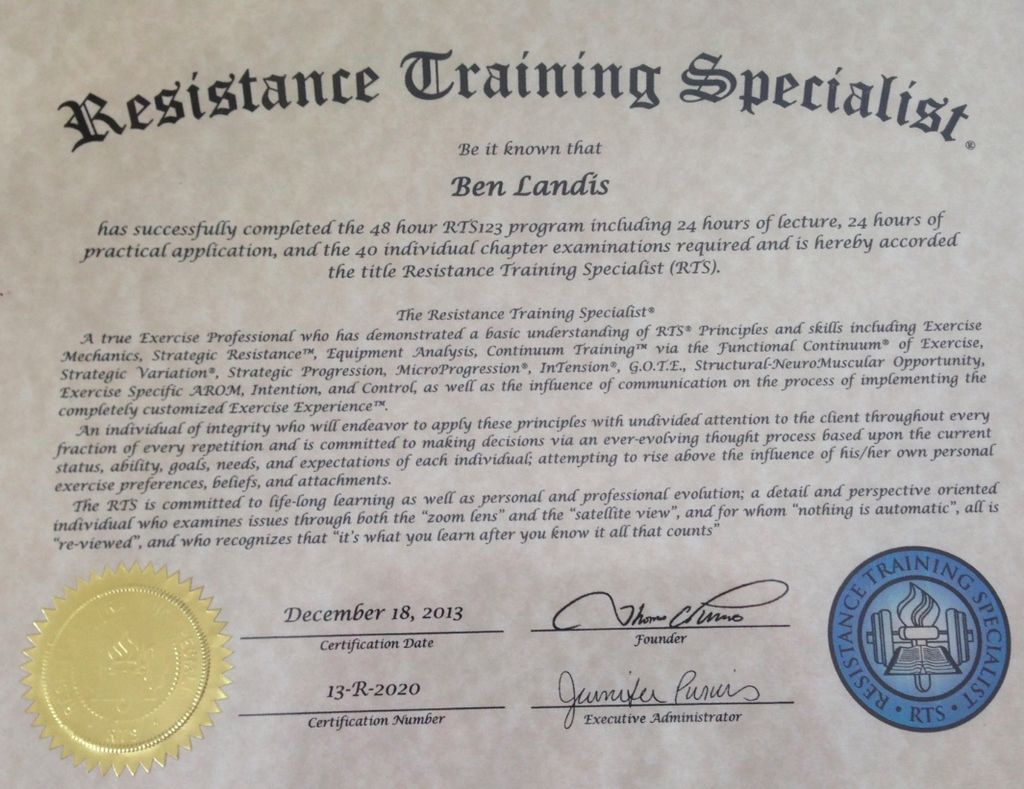 Resistance Training Specialist®
Be it known that
Ben Landis
has successfully completed the 48 hour RTS123 program including 24 hours of lecture, 24 hours of
practical application, and the 40 individual chapter examinations required and is hereby accorded
the title Resistance Training Specialist (RTS).
The Resistance Training Specialist®
A true Exercise Professional who has demonstrated a basic understanding of RTS® Principles and skills including Exercise
Mechanics, Strategic Resistance™, Equipment Analysis, Continuum Training™ via the Functional Continuum® of Exercise,
Strategic Variation®, Strategic Progression, MicroProgression®, InTension®, G.O.T.E., Structural-NeuroMuscular Opportunity,
Exercise Specific AROM, Intention, and Control, as well as the influence of communication on the process of implementing the
completely customized Exercise Experience™.
An individual of integrity who will endeavor to apply these principles with undivided attention to the client throughout every
fraction of every repetition and is committed to making decisions via an ever-evolving thought process based upon the current
status, ability, goals, needs, and expectations of each individual; attempting to rise above the influence of his/her own personal
exercise preferences, beliefs, and attachments.
The RTS is committed to life-long learning as well as personal and professional evolution; a detail and perspective oriented
individual who examines issues through both the "zoom lens" and the "satellite view", and for whom "nothing is automatic", all is
"re-viewed", and who recognizes that "it's what you learn after you know it all that counts"
December 18, 2013
Certification Date
Founder
13-R-2020
Certification Number
Jennifer
Executive Administrator
RESISTANCE TRAINING SPECIALIST
• RTS •
RTS